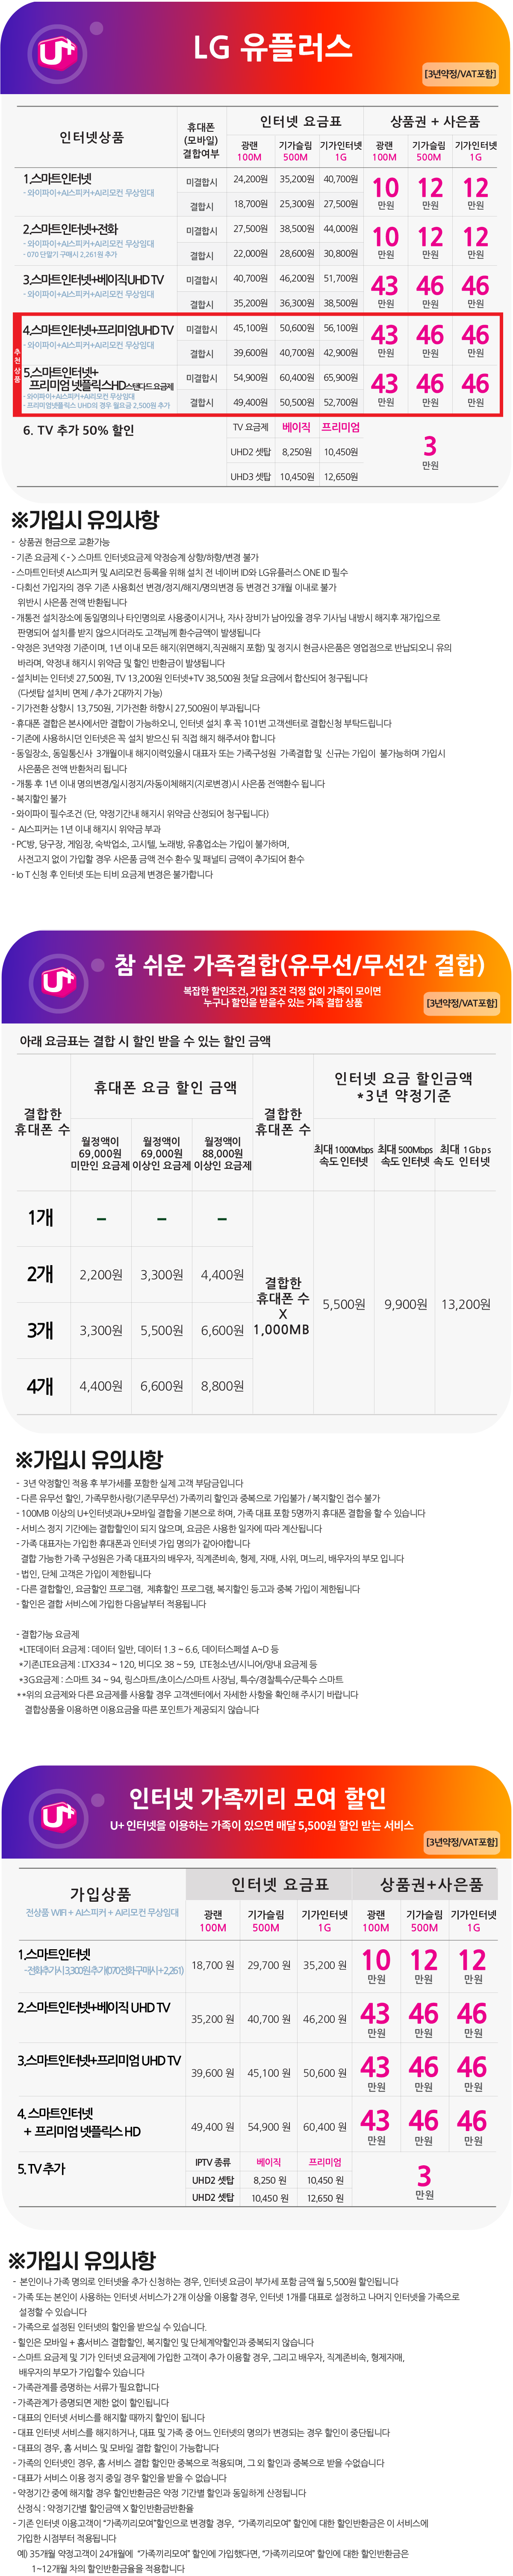 U+
LG 유플러스
[3년약정/VAT포함]
인터넷상품
휴대폰
(모바일)
결합여부
인터넷 요금표
상품권 + 사은품
광랜
100M
기가슬림
500M
기가인터넷
1G
광랜
100M
기가슬림
500M
기가인터넷
1G
1.스마트인터넷
- 와이파이+AI스피커+AI리모컨 무상임대
미결합시 24,200원 35,200원 40,700원
결합시 18,700원 25,300원 27,500원
10만원 12만원 12만원
2.스마트인터넷+전화
- 와이파이+AI스피커+AI리모컨 무상임대
- 070 단말기 구매시 2,261원 추가
미결합시 27,500원 38,500원 44,000원
결합시 22,000원 28,600원 30,800원
10만원 12만원 12만원
3.스마트인터넷+베이직UHD TV
- 와이파이+AI스피커+AI리모컨 무상임대
미결합시 40,700원 46,200원 51,700원
결합시 35,200원 36,300원 38,500원
43만원 46만원 46만원
추천상품
4.스마트인터넷+프리미엄UHD TV
- 와이파이+AI스피커+AI리모컨 무상임대
미결합시 45,100원 50,600원 56,100원
결합시 39,600원 40,700원 42,900원
43만원 46만원 46만원
5.스마트인터넷+
프리미엄 넷플릭스HD스탠다드 요금제
- 와이파이+AI스피커+AI리모컨 무상임대
- 프리미엄넷플릭스 UHD의 경우 월요금 2,500원 추가
미결합시 54,900원 60,400원 65,900원
결합시 49,400원 50,500원 52,700원
43만원 46만원 46만원
6. TV 추가 50% 할인
TV 요금제 베이직 프리미엄
UHD2 셋탑 8,250원 10,450원
UHD3 셋탑 10,450원 12,650원
3만원
※가입시 유의사항
- 상품권 현금으로 교환가능
- 기존 요금제 < - > 스마트 인터넷요금제 약정승계 상향/하향/변경 불가
- 스마트인터넷 AI스피커 및 AI리모컨 등록을 위해 설치 전 네이버 ID와 LG유플러스 ONE ID 필수
- 다회선 가입자의 경우 기존 사용회선 변경/정지/해지/명의변경 등 변경건 3개월 이내로 불가
위반시 사은품 전액 반환됩니다
- 개통전 설치장소에 동일명의나 타인명의로 사용중이시거나, 자사 장비가 남아있을 경우 기사님 내방시 해지후 재가입으로
판명되어 설치를 받지 않으시더라도 고객님께 환수금액이 발생됩니다
- 약정은 3년약정 기준이며, 1년 이내 모든 해지(위면해지,직권해지 포함) 및 정지시 현금사은품은 영업점으로 반납되오니 유의
바라며, 약정내 해지시 위약금 및 할인 반환금이 발생됩니다
- 설치비는 인터넷 27,500원, TV 13,200원 인터넷+TV 38,500원 첫달 요금에서 합산되어 청구됩니다
(다셋탑 설치비 면제 / 추가 2대까지 가능)
- 기가전환 상향시 13,750원, 기가전환 하향시 27,500원이 부과됩니다
- 휴대폰 결합은 본사에서만 결합이 가능하오니, 인터넷 설치 후 꼭 101번 고객센터로 결합신청 부탁드립니다
- 기존에 사용하시던 인터넷은 꼭 설치 받으신 뒤 직접 해지 해주셔야 합니다
- 동일장소, 동일통신사 3개월이내 해지이력있을시 대표자 또는 가족구성원 가족결합 및 신규는 가입이 불가능하며 가입시
사은품은 전액 반환처리 됩니다
- 개통 후 1년 이내 명의변경/일시정지/자동이체해지(지로변경)시 사은품 전액환수 됩니다
- 복지할인 불가
- 와이파이 필수조건 (단, 약정기간내 해지시 위약금 산정되어 청구됩니다)
- AI스피커는 1년 이내 해지시 위약금 부과
- PC방, 당구장, 게임장, 숙박업소, 고시텔, 노래방, 유흥업소는 가입이 불가하며,
사전고지 없이 가입할 경우 사은품 금액 전수 환수 및 패널티 금액이 추가되어 환수
- Io T 신청 후 인터넷 또는 티비 요금제 변경은 불가합니다
U+
참 쉬운 가족결합(유무선/무선간 결합)
복잡한 할인조건, 가입 조건 걱정 없이 가족이 모이면
누구나 할인을 받을수 있는 가족 결합 상품
[3년약정/VAT포함]
아래 요금표는 결합 시 할인 받을 수 있는 할인 금액
결합한
휴대폰 수
휴대폰 요금 할인 금액
결합한
휴대폰 수
인터넷 요금 할인금액
*3년 약정기준
월정액이
69,000원
미만인 요금제
월정액이
69,000원
이상인 요금제
월정액이
88,000원
이상인 요금제
최대 1000Mbps
속도 인터넷
최대 500Mbps
속도 인터넷
최대 1Gbps
속도 인터넷
1개 – – –
2개 2,200원 3,300원 4,400원
3개 3,300원 5,500원 6,600원
4개 4,400원 6,600원 8,800원
결합한
휴대폰 수
X
1,000MB
5,500원 9,900원 13,200원
※가입시 유의사항
- 3년 약정할인 적용 후 부가세를 포함한 실제 고객 부담금입니다
- 다른 유무선 할인, 가족무한사랑(기존무무선) 가족끼리 할인과 중복으로 가입불가 / 복지할인 접수 불가
- 100MB 이상의 U+인터넷과U+모바일 결합을 기본으로 하며, 가족 대표 포함 5명까지 휴대폰 결합을 할 수 있습니다
- 서비스 정지 기간에는 결합할인이 되지 않으며, 요금은 사용한 일자에 따라 계산됩니다
- 가족 대표자는 가입한 휴대폰과 인터넷 가입 명의가 같아야합니다
결합 가능한 가족 구성원은 가족 대표자의 배우자, 직계존비속, 형제, 자매, 사위, 며느리, 배우자의 부모 입니다
- 법인, 단체 고객은 가입이 제한됩니다
- 다른 결합할인, 요금할인 프로그램, 제휴할인 프로그램, 복지할인 등고과 중복 가입이 제한됩니다
- 할인은 결합 서비스에 가입한 다음날부터 적용됩니다
- 결합가능 요금제
*LTE데이터 요금제 : 데이터 일반, 데이터 1.3 ~ 6.6, 데이터스페셜 A~D 등
*기존LTE요금제 : LTX334 ~ 120, 비디오 38 ~ 59, LTE청소년/시니어/망내 요금제 등
*3G요금제 : 스마트 34 ~ 94, 링스마트/초이스/스마트 사장님, 특수/경찰특수/군특수 스마트
**위의 요금제와 다른 요금제를 사용할 경우 고객센터에서 자세한 사항을 확인해 주시기 바랍니다
결합상품을 이용하면 이용요금을 따른 포인트가 제공되지 않습니다
U+
인터넷 가족끼리 모여 할인
U+ 인터넷을 이용하는 가족이 있으면 매달 5,500원 할인 받는 서비스
[3년약정/VAT포함]
가입상품
전상품 WIFI + AI스피커 + AI리모컨 무상임대
인터넷 요금표
상품권+사은품
광랜
100M
기가슬림
500M
기가인터넷
1G
광랜
100M
기가슬림
500M
기가인터넷
1G
1.스마트인터넷
-전화추가시3,300원추가(070전화구매시+2,261)
18,700 원 29,700 원 35,200 원
10만원 12만원 12만원
2.스마트인터넷+베이직 UHD TV
35,200 원 40,700 원 46,200 원
43만원 46만원 46만원
3.스마트인터넷+프리미엄 UHD TV
39,600 원 45,100 원 50,600 원
43만원 46만원 46만원
4. 스마트인터넷
+ 프리미엄 넷플릭스 HD
49,400 원 54,900 원 60,400 원
43만원 46만원 46만원
5.TV 추가
IPTV 종류 베이직 프리미엄
UHD2 셋탑 8,250 원 10,450 원
UHD2 셋탑 10,450 원 12,650 원
3만원
※가입시 유의사항
- 본인이나 가족 명의로 인터넷을 추가 신청하는 경우, 인터넷 요금이 부가세 포함 금액 월 5,500원 할인됩니다
- 가족 또는 본인이 사용하는 인터넷 서비스가 2개 이상을 이용할 경우, 인터넷 1개를 대표로 설정하고 나머지 인터넷을 가족으로
설정할 수 있습니다
- 가족으로 설정된 인터넷의 할인을 받으실 수 있습니다.
- 할인은 모바일 + 홈서비스 결합할인, 복지할인 및 단체계약할인과 중복되지 않습니다
- 스마트 요금제 및 기가 인터넷 요금제에 가입한 고객이 추가 이용할 경우, 그리고 배우자, 직계존비속, 형제자매,
배우자의 부모가 가입할수 있습니다
- 가족관계를 증명하는 서류가 필요합니다
- 가족관계가 증명되면 제한 없이 할인됩니다
- 대표의 인터넷 서비스를 해지할 때까지 할인이 됩니다
- 대표 인터넷 서비스를 해지하거나, 대표 및 가족 중 어느 인터넷의 명의가 변경되는 경우 할인이 중단됩니다
- 대표의 경우, 홈 서비스 및 모바일 결합 할인이 가능합니다
- 가족의 인터넷인 경우, 홈 서비스 결합 할인만 중복으로 적용되며, 그 외 할인과 중복으로 받을 수없습니다
- 대표가 서비스 이용 정지 중일 경우 할인을 받을 수 없습니다
- 약정기간 중에 해지할 경우 할인반환금은 약정 기간별 할인과 동일하게 산정됩니다
산정식 : 약정기간별 할인금액 X 할인반환금반환율
- 기존 인터넷 이용고객이 "가족끼리모여"할인으로 변경할 경우, "가족끼리모여" 할인에 대한 할인반환금은 이 서비스에
가입한 시점부터 적용됩니다
예) 35개월 약정고객이 24개월에 "가족끼리모여" 할인에 가입했다면, "가족끼리모여" 할인에 대한 할인반환금은
1~12개월 차의 할인반환금율을 적용합니다